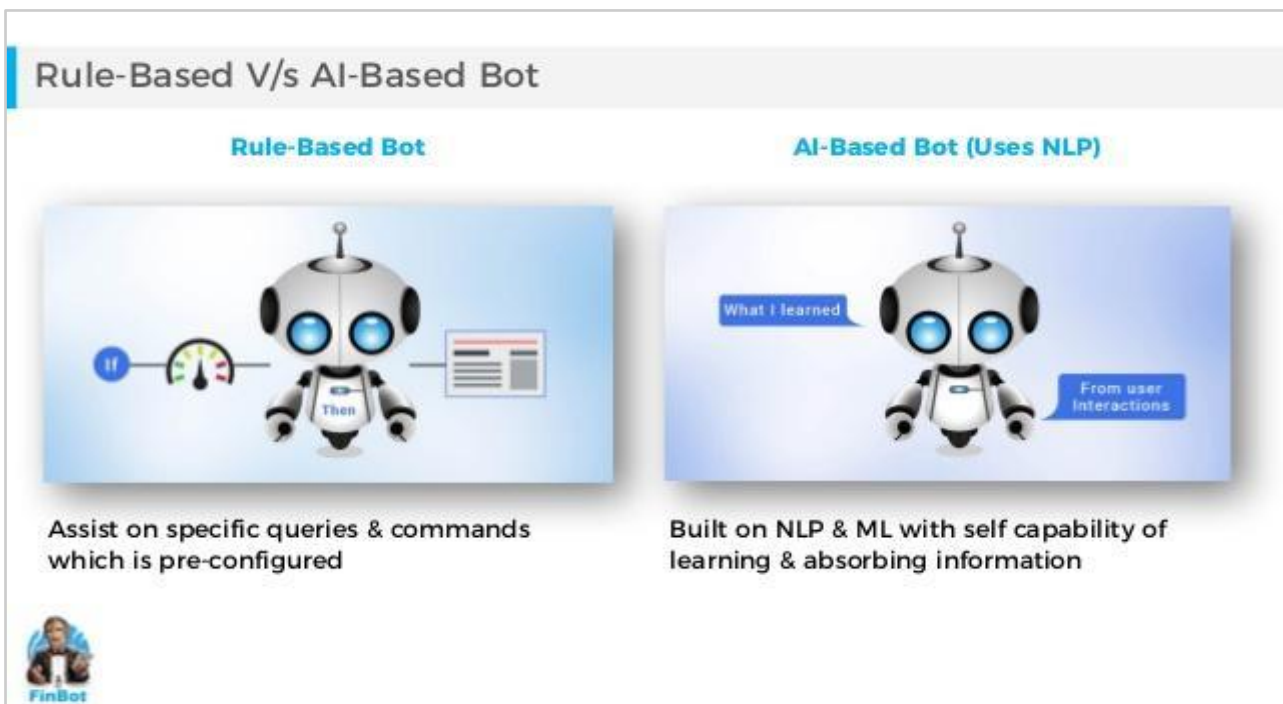 Rule-Based V/s AI-Based Bot
Rule-Based Bot
If
Then
Assist on specific queries & commands
which is pre-configured
AI-Based Bot (Uses NLP)
What I learned
From user
Interactions
Built on NLP & ML with self capability of
learning & absorbing information
FinBot